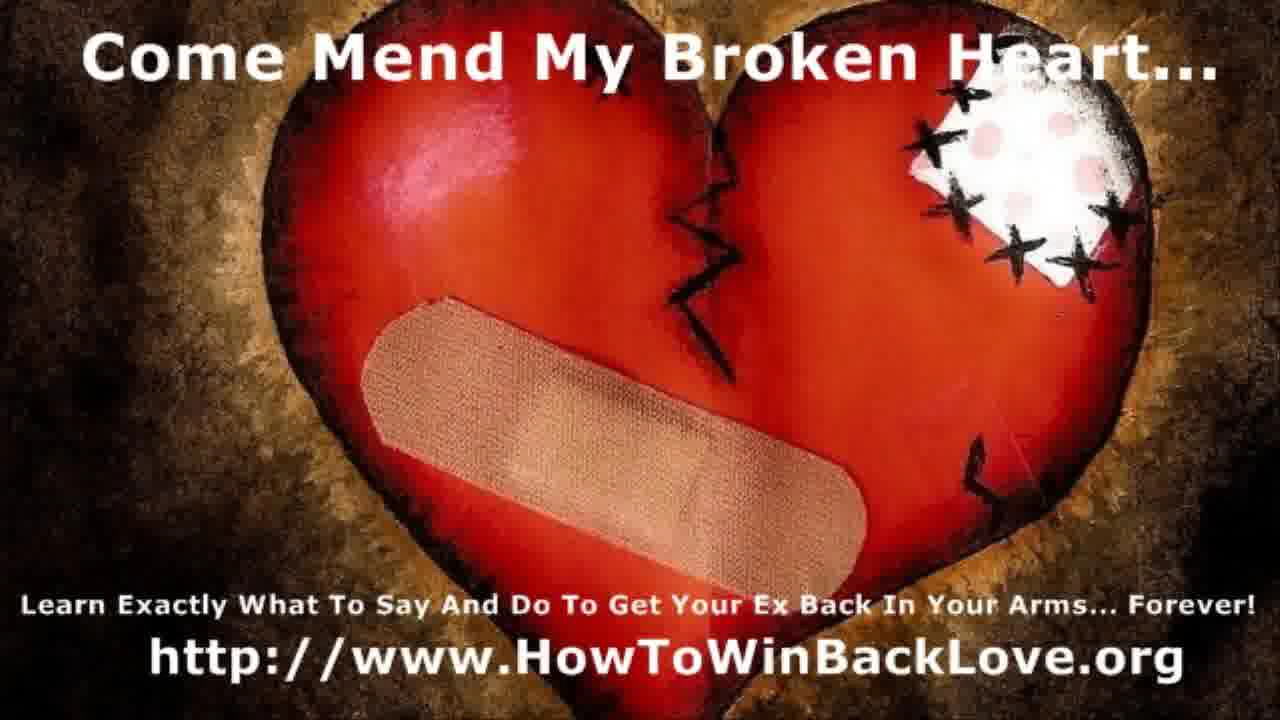 Come Mend My Broken Heart...
Learn Exactly What To Say And Do To Get Your Ex Back In Your Arms... Forever!
http://www.HowToWinBackLove.org